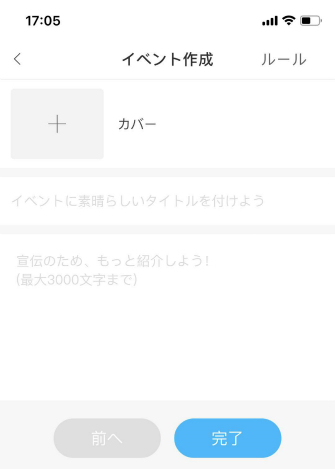 17:05
イベント作成
ルール
カバー
イベントに素晴らしいタイトルを付けよう
宣伝のため、もっと紹介しよう!
(最大3000文字まで)
前へ
完了